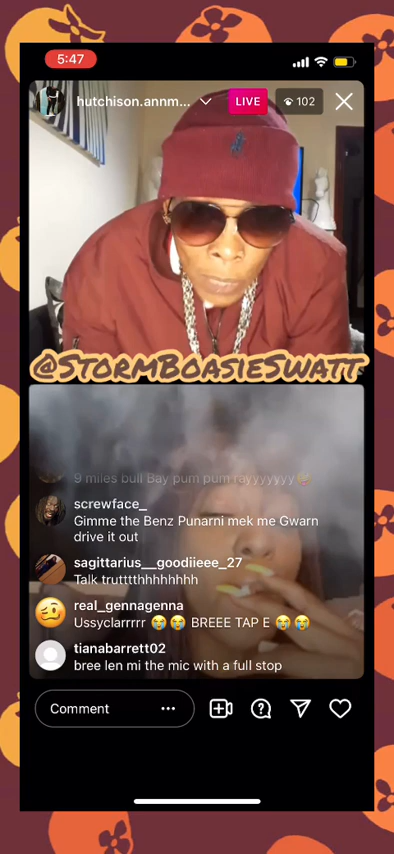 5:47
hutchison.annm...
LIVE
102
@StormBoasieSwatt
9 miles bull Bay pum pum rayyyyyyy😂
screwface_
Gimme the Benz Punarni mek me Gwarn
drive it out
sagittarius__goodiieee_27
Talk trutttthhhhhhhhh
real_gennagenna
Ussyclarrrrr 😭😭 BREEE TAP E 😭😭
tianabarrett02
bree len mi the mic with a full stop
Comment